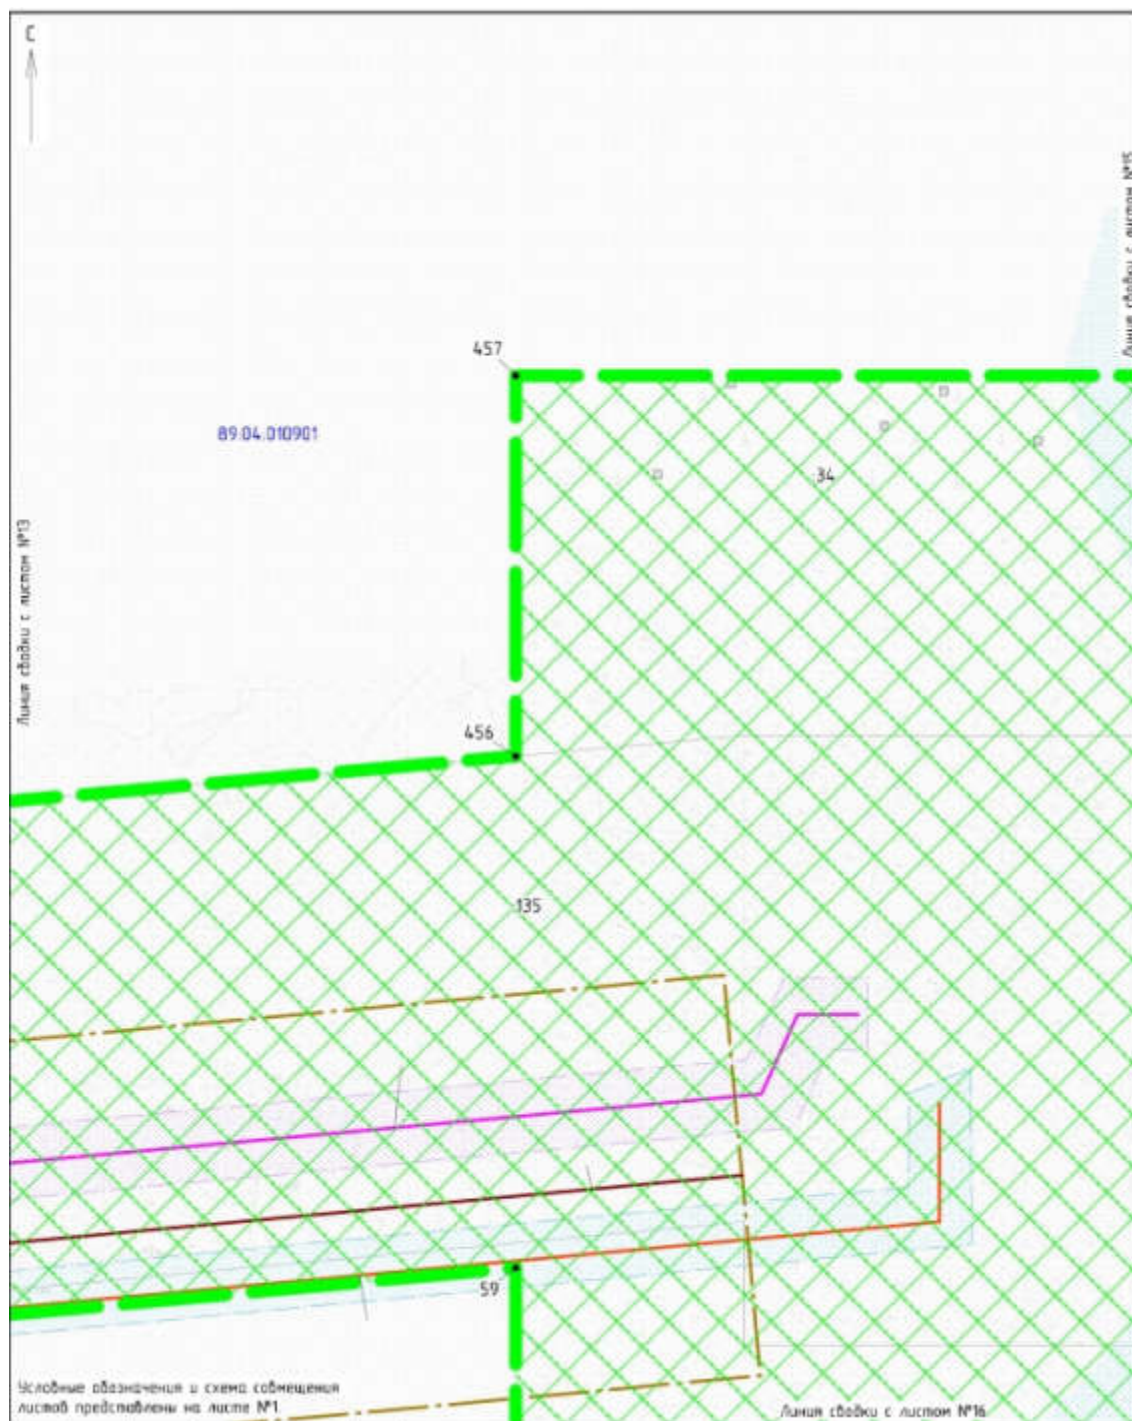 С
Линия сводки с листом №15
457
89:04:010901
34
Линия сводки с листом №13
456
135
59
Условные обозначения и схема совмещения
листов представлены на листе №1
Линия сводки с листом №16